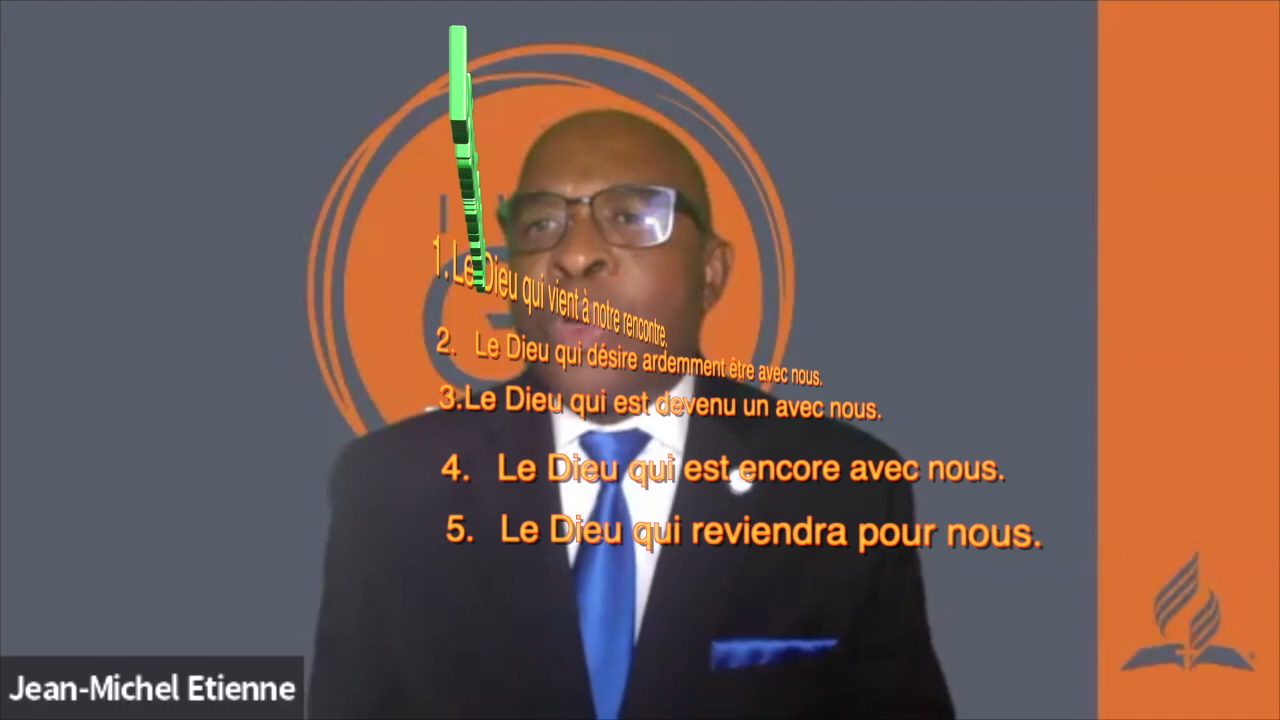 1. Le Dieu qui vient à notre rencontre.
2. Le Dieu qui désire ardemment être avec nous.
3.Le Dieu qui est devenu un avec nous.
4. Le Dieu qui est encore avec nous.
5. Le Dieu qui reviendra pour nous.
Jean-Michel Etienne